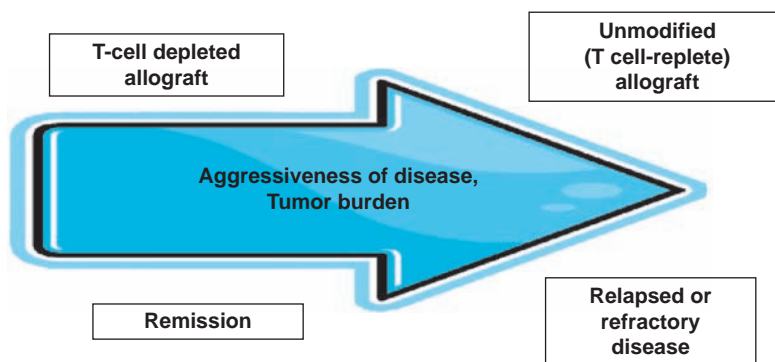 T-cell depleted
allograft
Unmodified
(T cell-replete)
allograft
Aggressiveness of disease,
Tumor burden
Remission
Relapsed or
refractory
disease